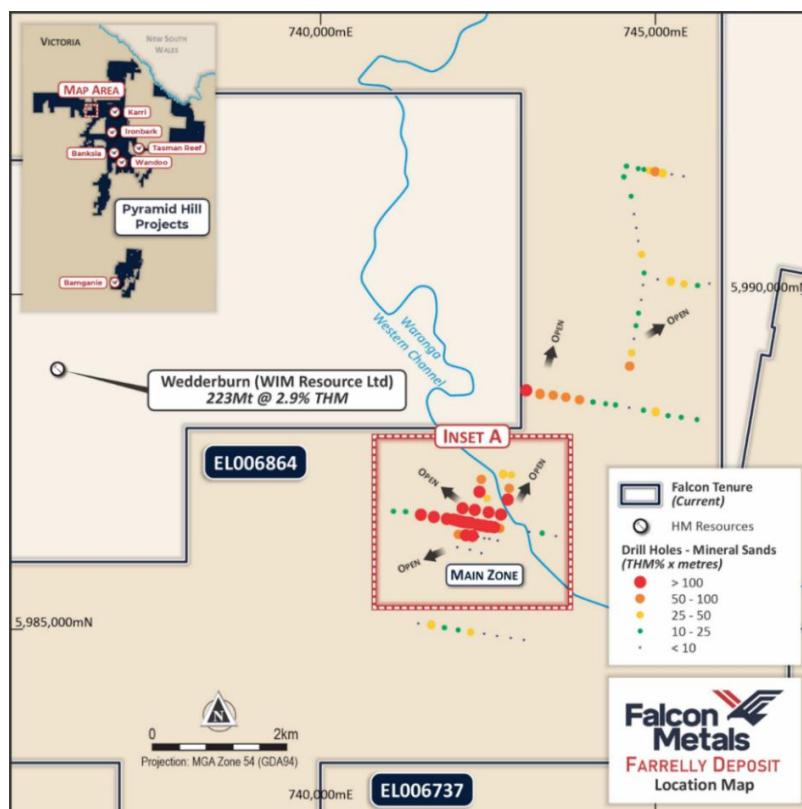 740,000mE
745,000mE
VICTORIA
NEW SOUTH
WALES
MAP AREA
Karri
Ironbark
Tasman Reef
Banksia
Wandoo
Pyramid Hill
Projects
Bamganie
5,990,000mN
OPEN
OPEN
Waranga
Western Channel
Wedderburn (WIM Resource Ltd)
223Mt @ 2.9% THM
INSET A
EL006864
OPEN
OPEN
OPEN
MAIN ZONE
5,985,000mN
Falcon Tenure
(Current)
HM Resources
Drill Holes - Mineral Sands
(THM% x metres)
> 100
50 - 100
25 - 50
10 - 25
< 10
N
0
2km
Projection: MGA Zone 54 (GDA94)
Falcon
Metals
FARRELLY DEPOSIT
Location Map
740,000mE
EL006737